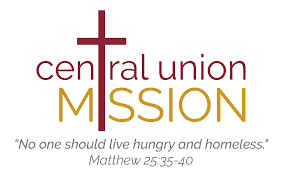 central union
MISSION
“No one should live hungry and homeless."
Matthew 25:35-40